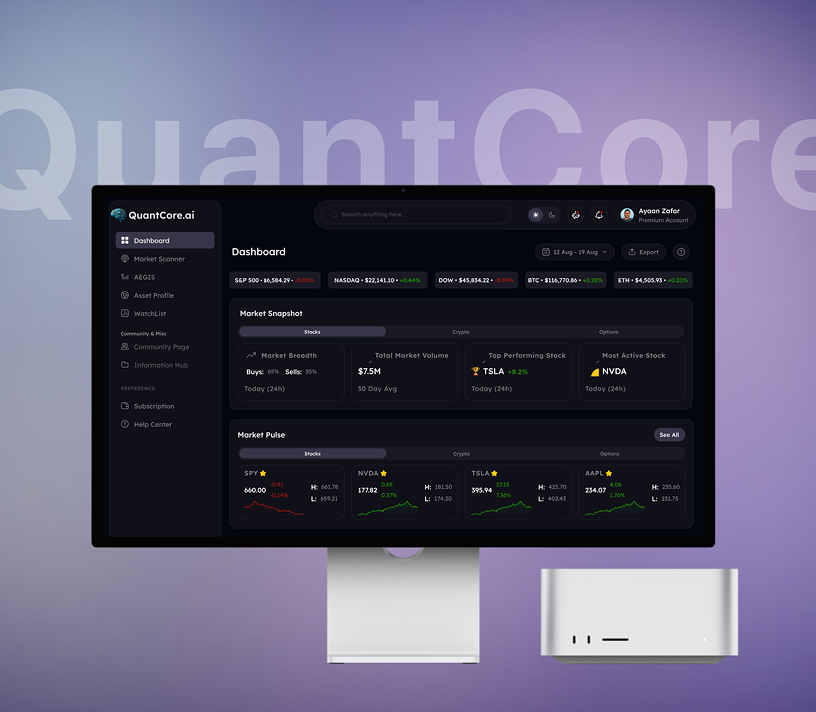 QuantCore
QuantCore.ai
Search anything here
Ayaan Zafar
Premium Account
Dashboard
Market Scanner
AEGIS
Asset Profile
WatchList
Community & Misc
Community Page
Information Hub
PREFERENCE
Subscription
Help Center
Dashboard
12 Aug - 19 Aug
Export
S&P 500 • $6,584.29 • -0.05%
NASDAQ • $22,141.10 • +0.44%
DOW • $45,834.22 • -0.59%
BTC • $116,770.86 • +0.20%
ETH • $4,505.93 • +0.20%
Market Snapshot
Stocks
Crypto
Options
Market Breadth
Buys: 65% Sells: 35%
Today (24h)
Total Market Volume
$7.5M
30 Day Avg
Top Performing Stock
TSLA +8.2%
Today (24h)
Most Active Stock
NVDA
Today (24h)
Market Pulse
See All
Stocks
Crypto
Options
SPY
660.00
-0.91
-0.14%
H: 661.78
L: 659.21
NVDA
177.82
0.65
0.37%
H: 181.50
L: 174.20
TSLA
395.94
27.15
7.36%
H: 425.70
L: 402.43
AAPL
234.07
4.06
1.76%
H: 235.60
L: 231.75